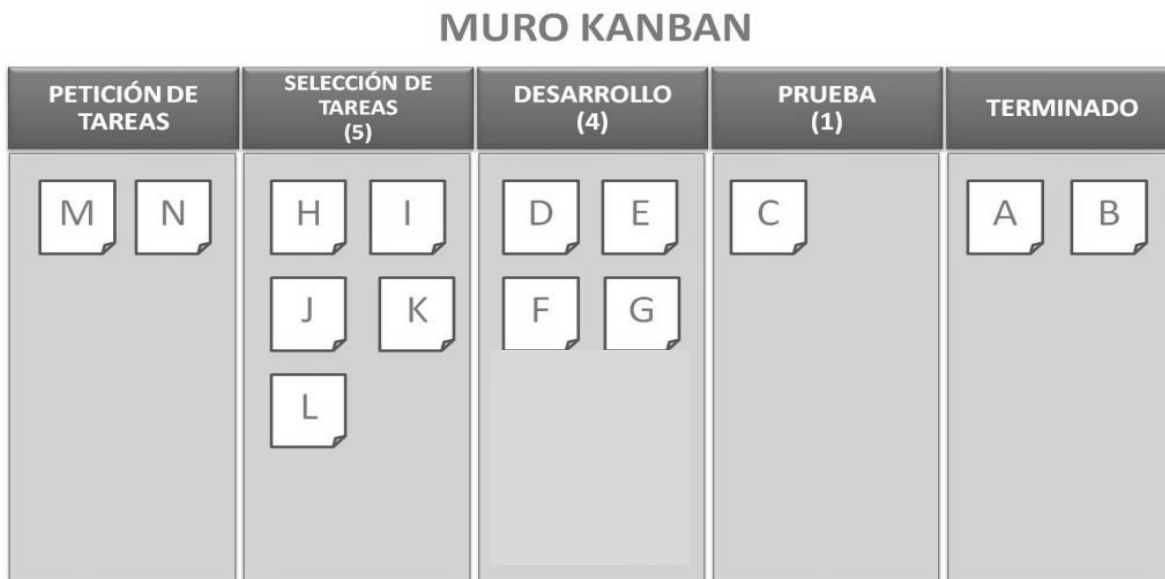 MURO KANBAN
PETICIÓN DE
TAREAS
SELECCIÓN DE
TAREAS
(5)
DESARROLLO
(4)
PRUEBA
(1)
TERMINADO
M N
H I
J K
L
D E
F G
C
A B